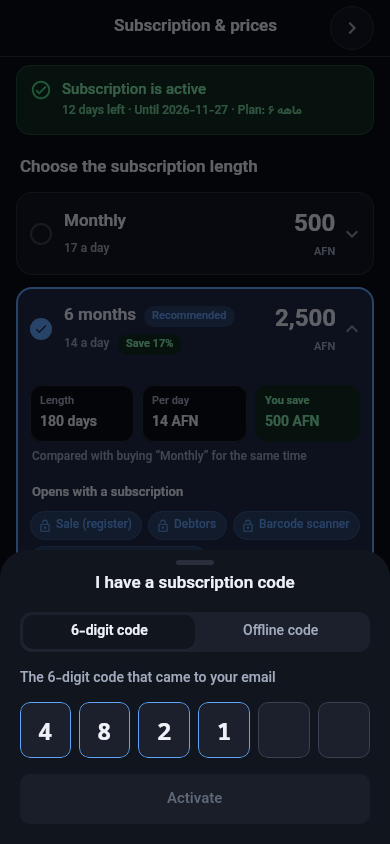 Subscription & prices
Subscription is active
12 days left · Until 2026-11-27 · Plan: ۶ ماهه
Choose the subscription length
Monthly
500
17 a day
AFN
6 months
Recommended
2,500
14 a day
Save 17%
AFN
Length
Per day
You save
180 days
14 AFN
500 AFN
Compared with buying “Monthly” for the same time
Opens with a subscription
Sale (register)
Debtors
Barcode scanner
I have a subscription code
6-digit code
Offline code
The 6-digit code that came to your email
4 8 2 1
Activate